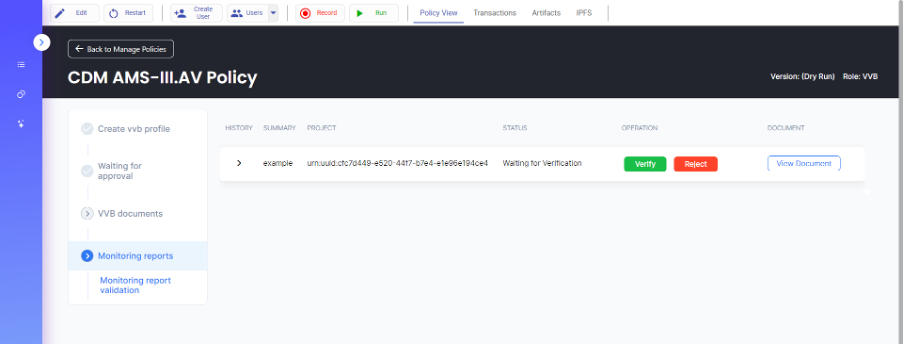 Edit Restart Create User Users Record Run Policy View Transactions Artifacts IPFS
Back to Manage Policies
CDM AMS-III.AV Policy
Version: (Dry Run) Role: VVB
Create vvb profile
Waiting for
approval
VVB documents
Monitoring reports
Monitoring report
validation
HISTORY SUMMARY PROJECT STATUS OPERATION DOCUMENT
example urn:uuid:cfc7d449-e520-44f7-b7e4-e1e96e194ce4 Waiting for Verification Verify Reject View Document